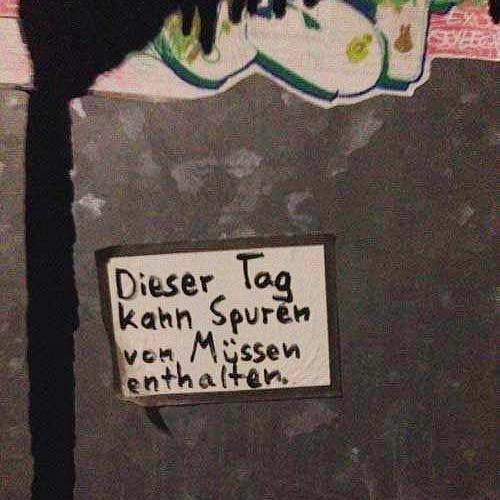 Dieser Tag
kann Spuren
von Müssen
enthalten.